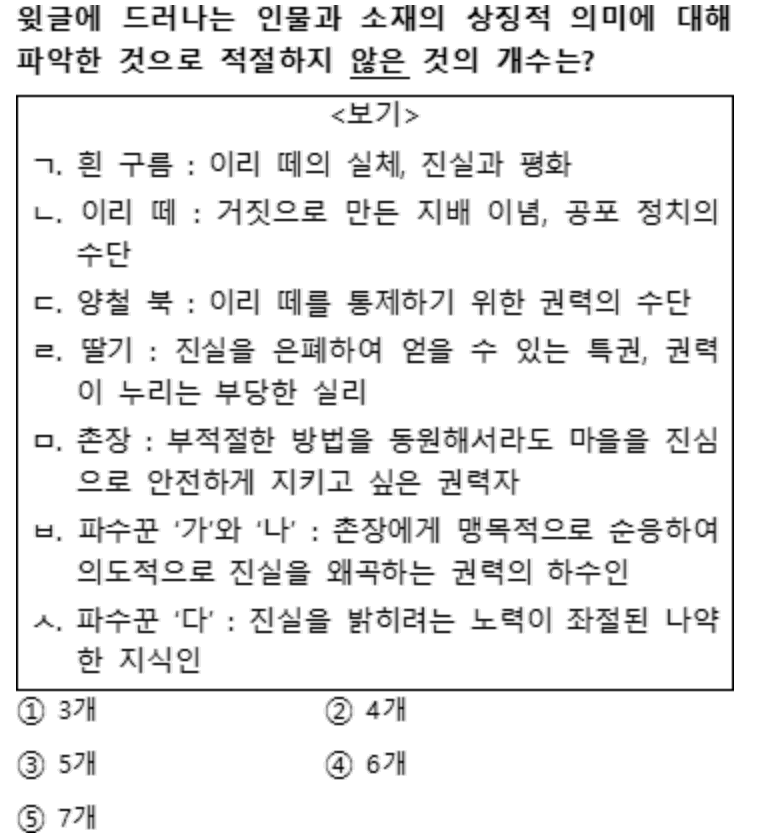 윗글에 드러나는 인물과 소재의 상징적 의미에 대해
파악한 것으로 적절하지 않은 것의 개수는?
<보기>
ㄱ. 흰 구름 : 이리 떼의 실체, 진실과 평화
ㄴ. 이리 떼 : 거짓으로 만든 지배 이념, 공포 정치의
수단
ㄷ. 양철 북 : 이리 떼를 통제하기 위한 권력의 수단
ㄹ. 딸기 : 진실을 은폐하여 얻을 수 있는 특권, 권력
이 누리는 부당한 실리
ㅁ. 촌장 : 부적절한 방법을 동원해서라도 마을을 진심
으로 안전하게 지키고 싶은 권력자
ㅂ. 파수꾼 '가'와 '나' : 촌장에게 맹목적으로 순응하여
의도적으로 진실을 왜곡하는 권력의 하수인
ㅅ. 파수꾼 '다' : 진실을 밝히려는 노력이 좌절된 나약
한 지식인
① 3개 ② 4개
③ 5개 ④ 6개
⑤ 7개